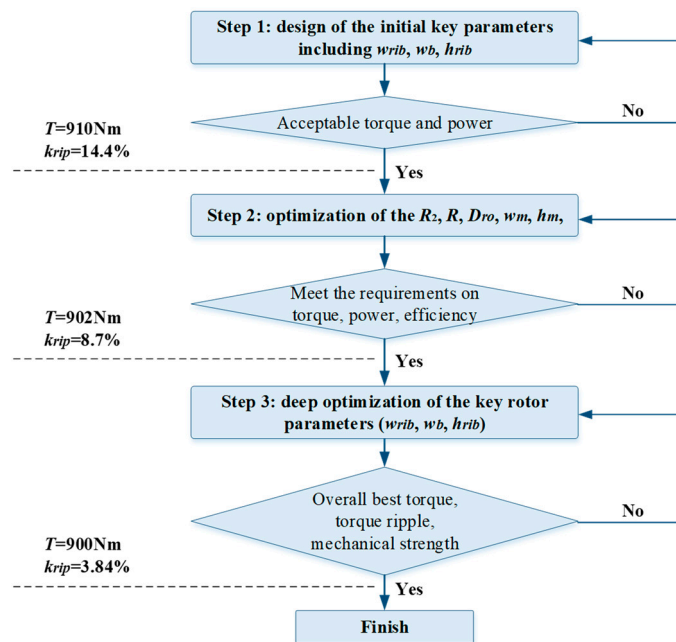 Step 1: design of the initial key parameters
including wrib, wb, hrib
Acceptable torque and power
No
T=910Nm
krip=14.4%
Yes
Step 2: optimization of the R2, R, Dro, wm, hm,
Meet the requirements on
torque, power, efficiency
No
T=902Nm
krip=8.7%
Yes
Step 3: deep optimization of the key rotor
parameters (wrib, wb, hrib)
Overall best torque,
torque ripple,
mechanical strength
No
T=900Nm
krip=3.84%
Yes
Finish